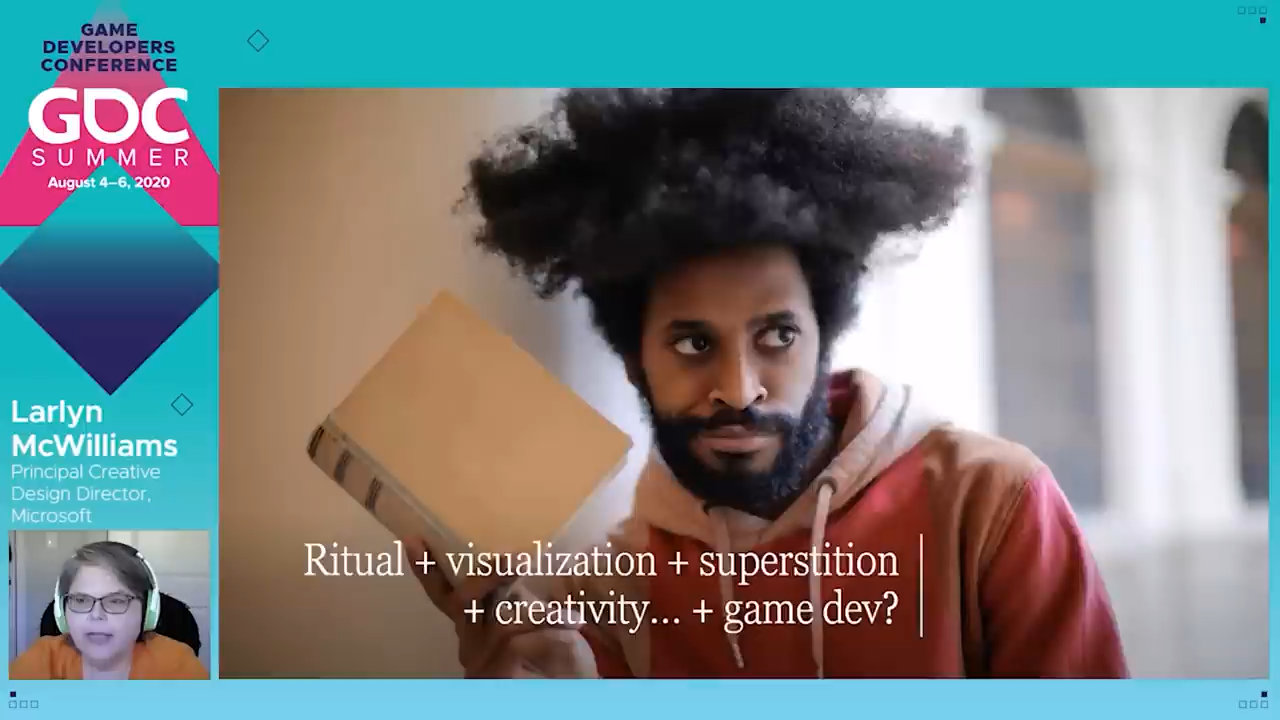 GAME
DEVELOPERS
CONFERENCE
GDC
SUMMER
August 4–6, 2020
Larlyn
McWilliams
Principal Creative
Design Director,
Microsoft
Ritual + visualization + superstition
+ creativity... + game dev?